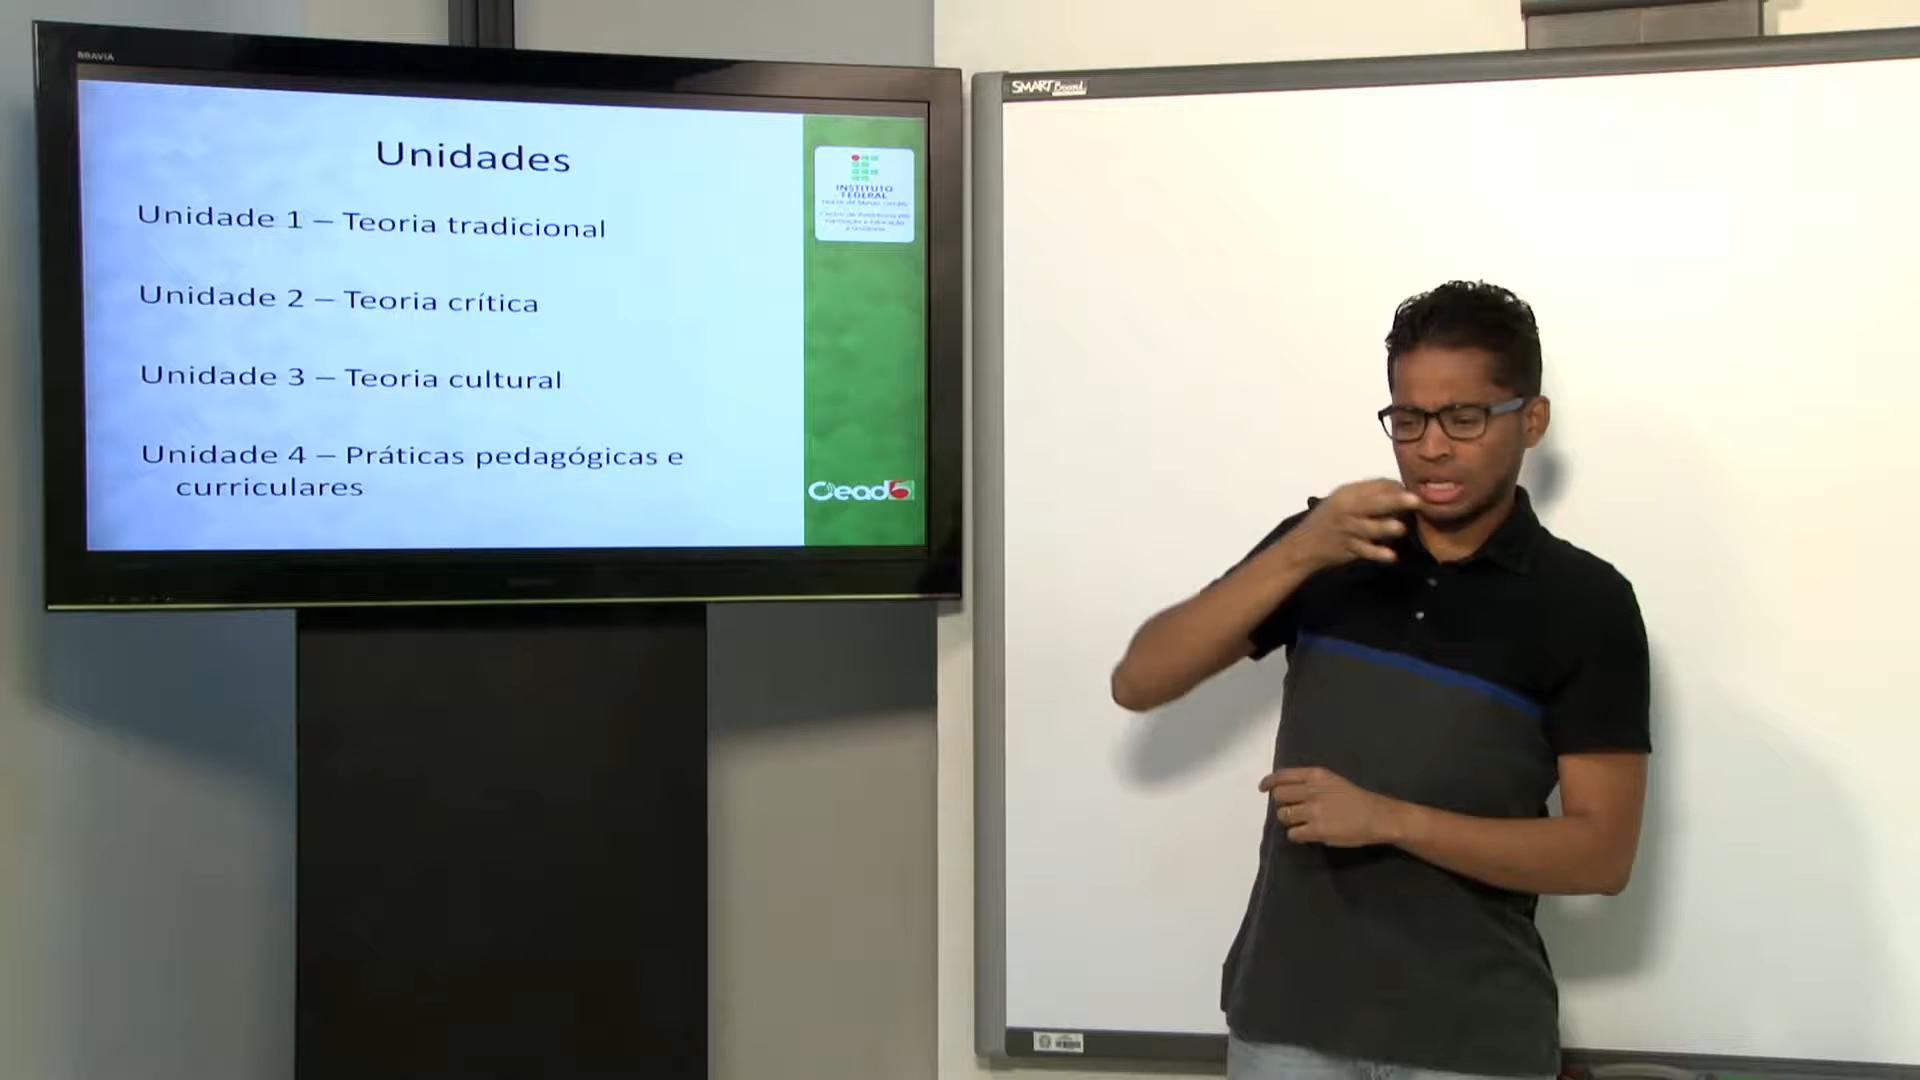 BRAVIA
Unidades
Unidade 1 – Teoria tradicional
Unidade 2 – Teoria crítica
Unidade 3 – Teoria cultural
Unidade 4 – Práticas pedagógicas e
curriculares
INSTITUTO
FEDERAL
Cead
SMART Board